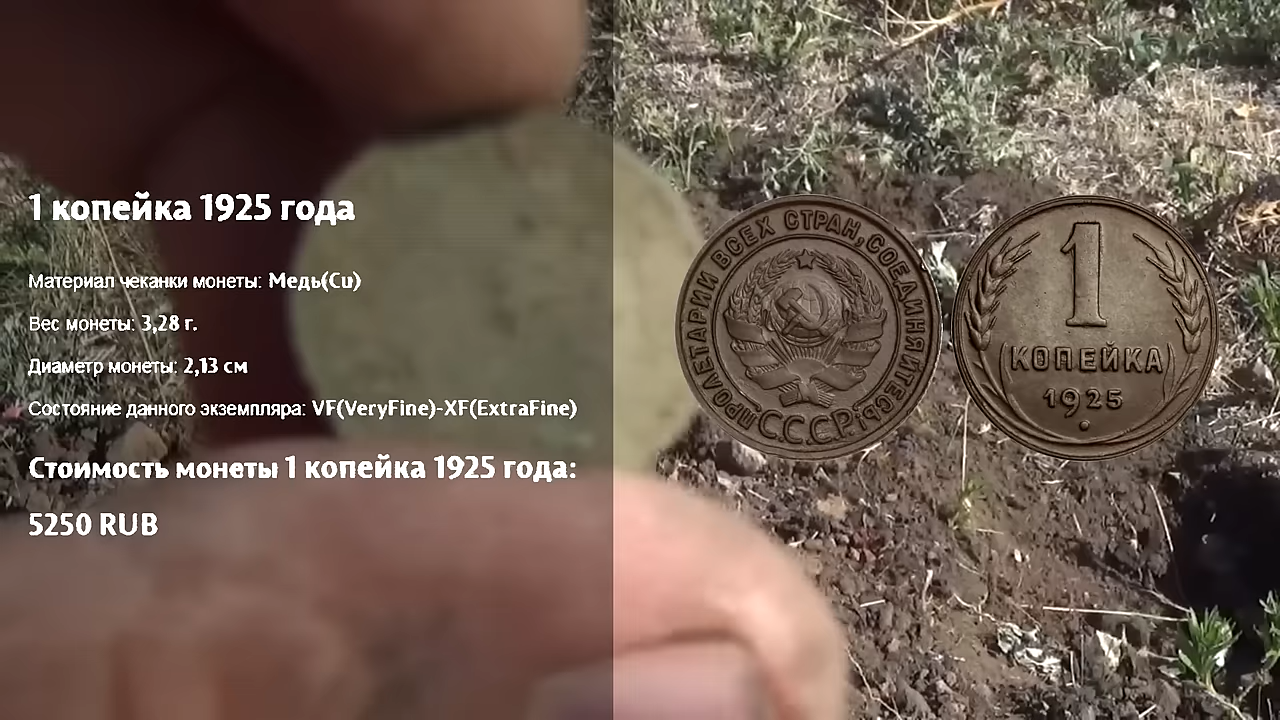 1 копейка 1925 года
Материал чеканки монеты: Медь(Cu)
Вес монеты: 3,28 г.
Диаметр монеты: 2,13 см
Состояние данного экземпляра: VF(VeryFine)-XF(ExtraFine)
Стоимость монеты 1 копейка 1925 года:
5250 RUB
ПРОЛЕТАРИИ ВСЕХ СТРАН, СОЕДИНЯЙТЕСЬ!
С.С.С.Р.
1
КОПЕЙКА
1925